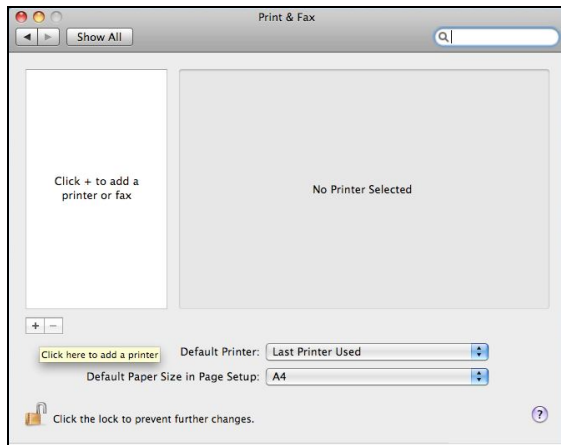 Print & Fax
Show All
Click + to add a
printer or fax
No Printer Selected
+ −
Click here to add a printer
Default Printer: Last Printer Used
Default Paper Size in Page Setup: A4
Click the lock to prevent further changes.
?